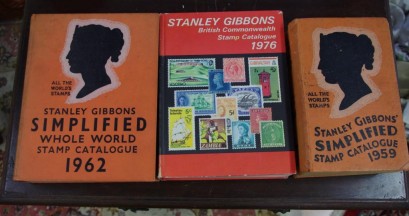 ALL THE
WORLD'S
STAMPS
STANLEY GIBBONS
SIMPLIFIED
WHOLE WORLD
STAMP CATALOGUE
1962
STANLEY GIBBONS
British Commonwealth
Stamp Catalogue
1976
ZAMBIA
ALL THE
WORLD'S
STAMPS
STANLEY GIBBONS'
SIMPLIFIED
STAMP CATALOGUE
1959